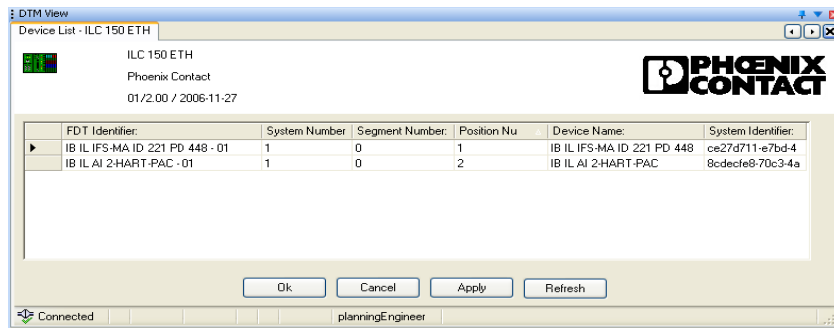 DTM View
Device List - ILC 150 ETH
ILC 150 ETH
Phoenix Contact
01/2.00 / 2006-11-27
PHŒNIX
CONTACT
FDT Identifier: System Number Segment Number: Position Nu Device Name: System Identifier:
IB IL IFS-MA ID 221 PD 448 - 01 1 0 1 IB IL IFS-MA ID 221 PD 448 ce27d711-e7bd-4
IB IL AI 2-HART-PAC - 01 1 0 2 IB IL AI 2-HART-PAC 8cdecfe8-70c3-4a
Ok Cancel Apply Refresh
Connected planningEngineer